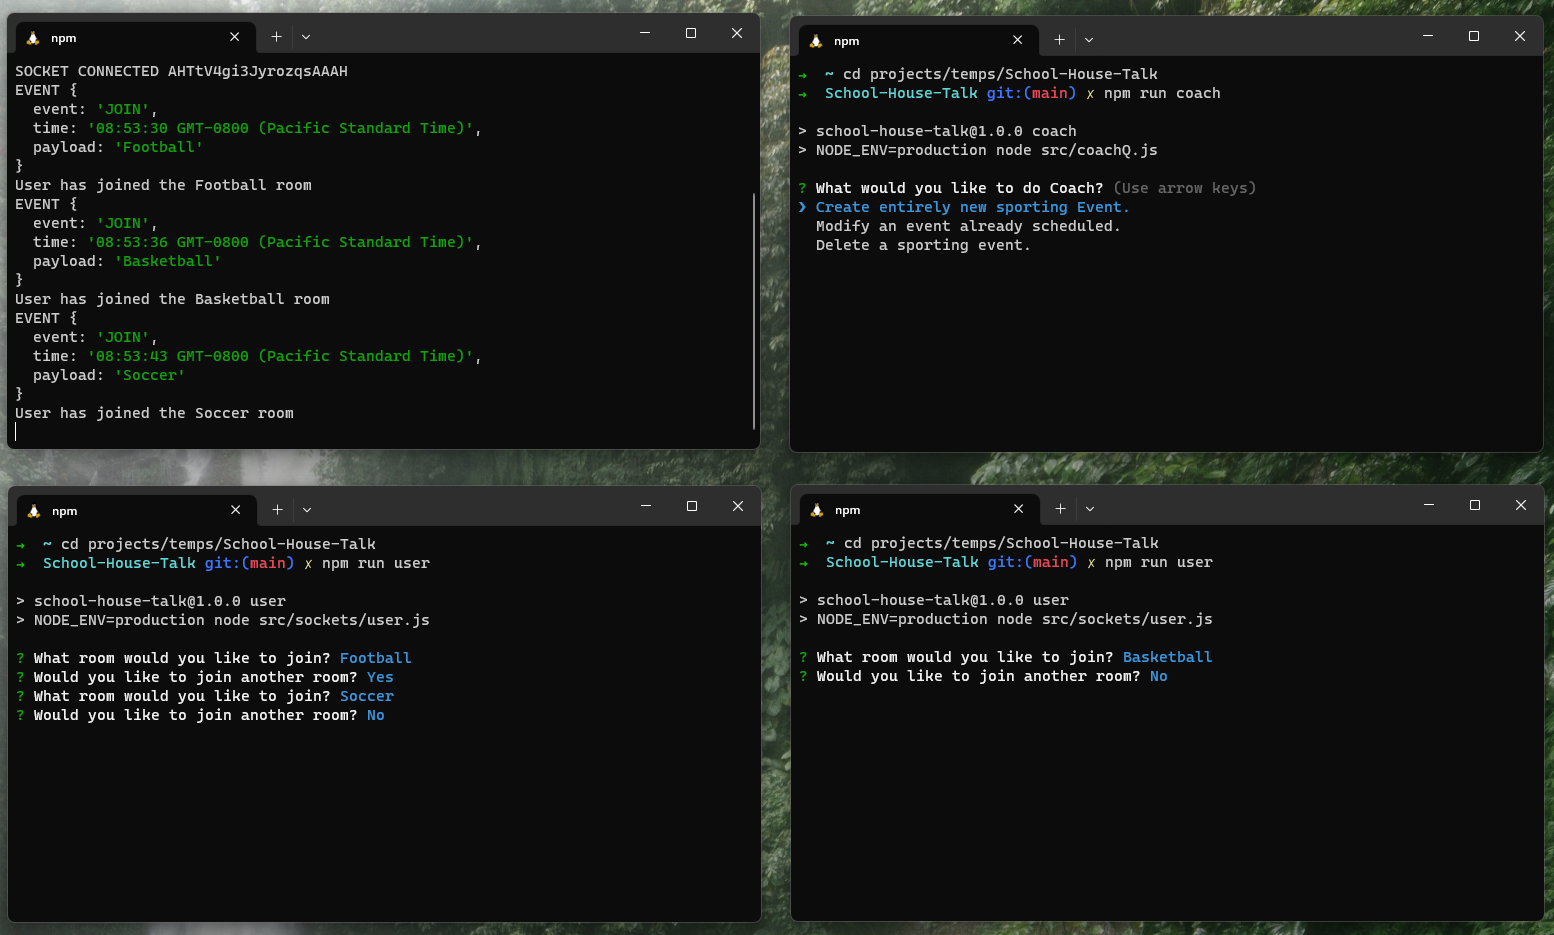 npm
SOCKET CONNECTED AHTtV4gi3JyrozqsAAAH
EVENT {
  event: 'JOIN',
  time: '08:53:30 GMT-0800 (Pacific Standard Time)',
  payload: 'Football'
}
User has joined the Football room
EVENT {
  event: 'JOIN',
  time: '08:53:36 GMT-0800 (Pacific Standard Time)',
  payload: 'Basketball'
}
User has joined the Basketball room
EVENT {
  event: 'JOIN',
  time: '08:53:43 GMT-0800 (Pacific Standard Time)',
  payload: 'Soccer'
}
User has joined the Soccer room
npm
→ ~ cd projects/temps/School-House-Talk
→ School-House-Talk git:(main) ✗ npm run coach
> school-house-talk@1.0.0 coach
> NODE_ENV=production node src/coachQ.js
? What would you like to do Coach? (Use arrow keys)
❯ Create entirely new sporting Event.
  Modify an event already scheduled.
  Delete a sporting event.
npm
→ ~ cd projects/temps/School-House-Talk
→ School-House-Talk git:(main) ✗ npm run user
> school-house-talk@1.0.0 user
> NODE_ENV=production node src/sockets/user.js
? What room would you like to join? Football
? Would you like to join another room? Yes
? What room would you like to join? Soccer
? Would you like to join another room? No
npm
→ ~ cd projects/temps/School-House-Talk
→ School-House-Talk git:(main) ✗ npm run user
> school-house-talk@1.0.0 user
> NODE_ENV=production node src/sockets/user.js
? What room would you like to join? Basketball
? Would you like to join another room? No